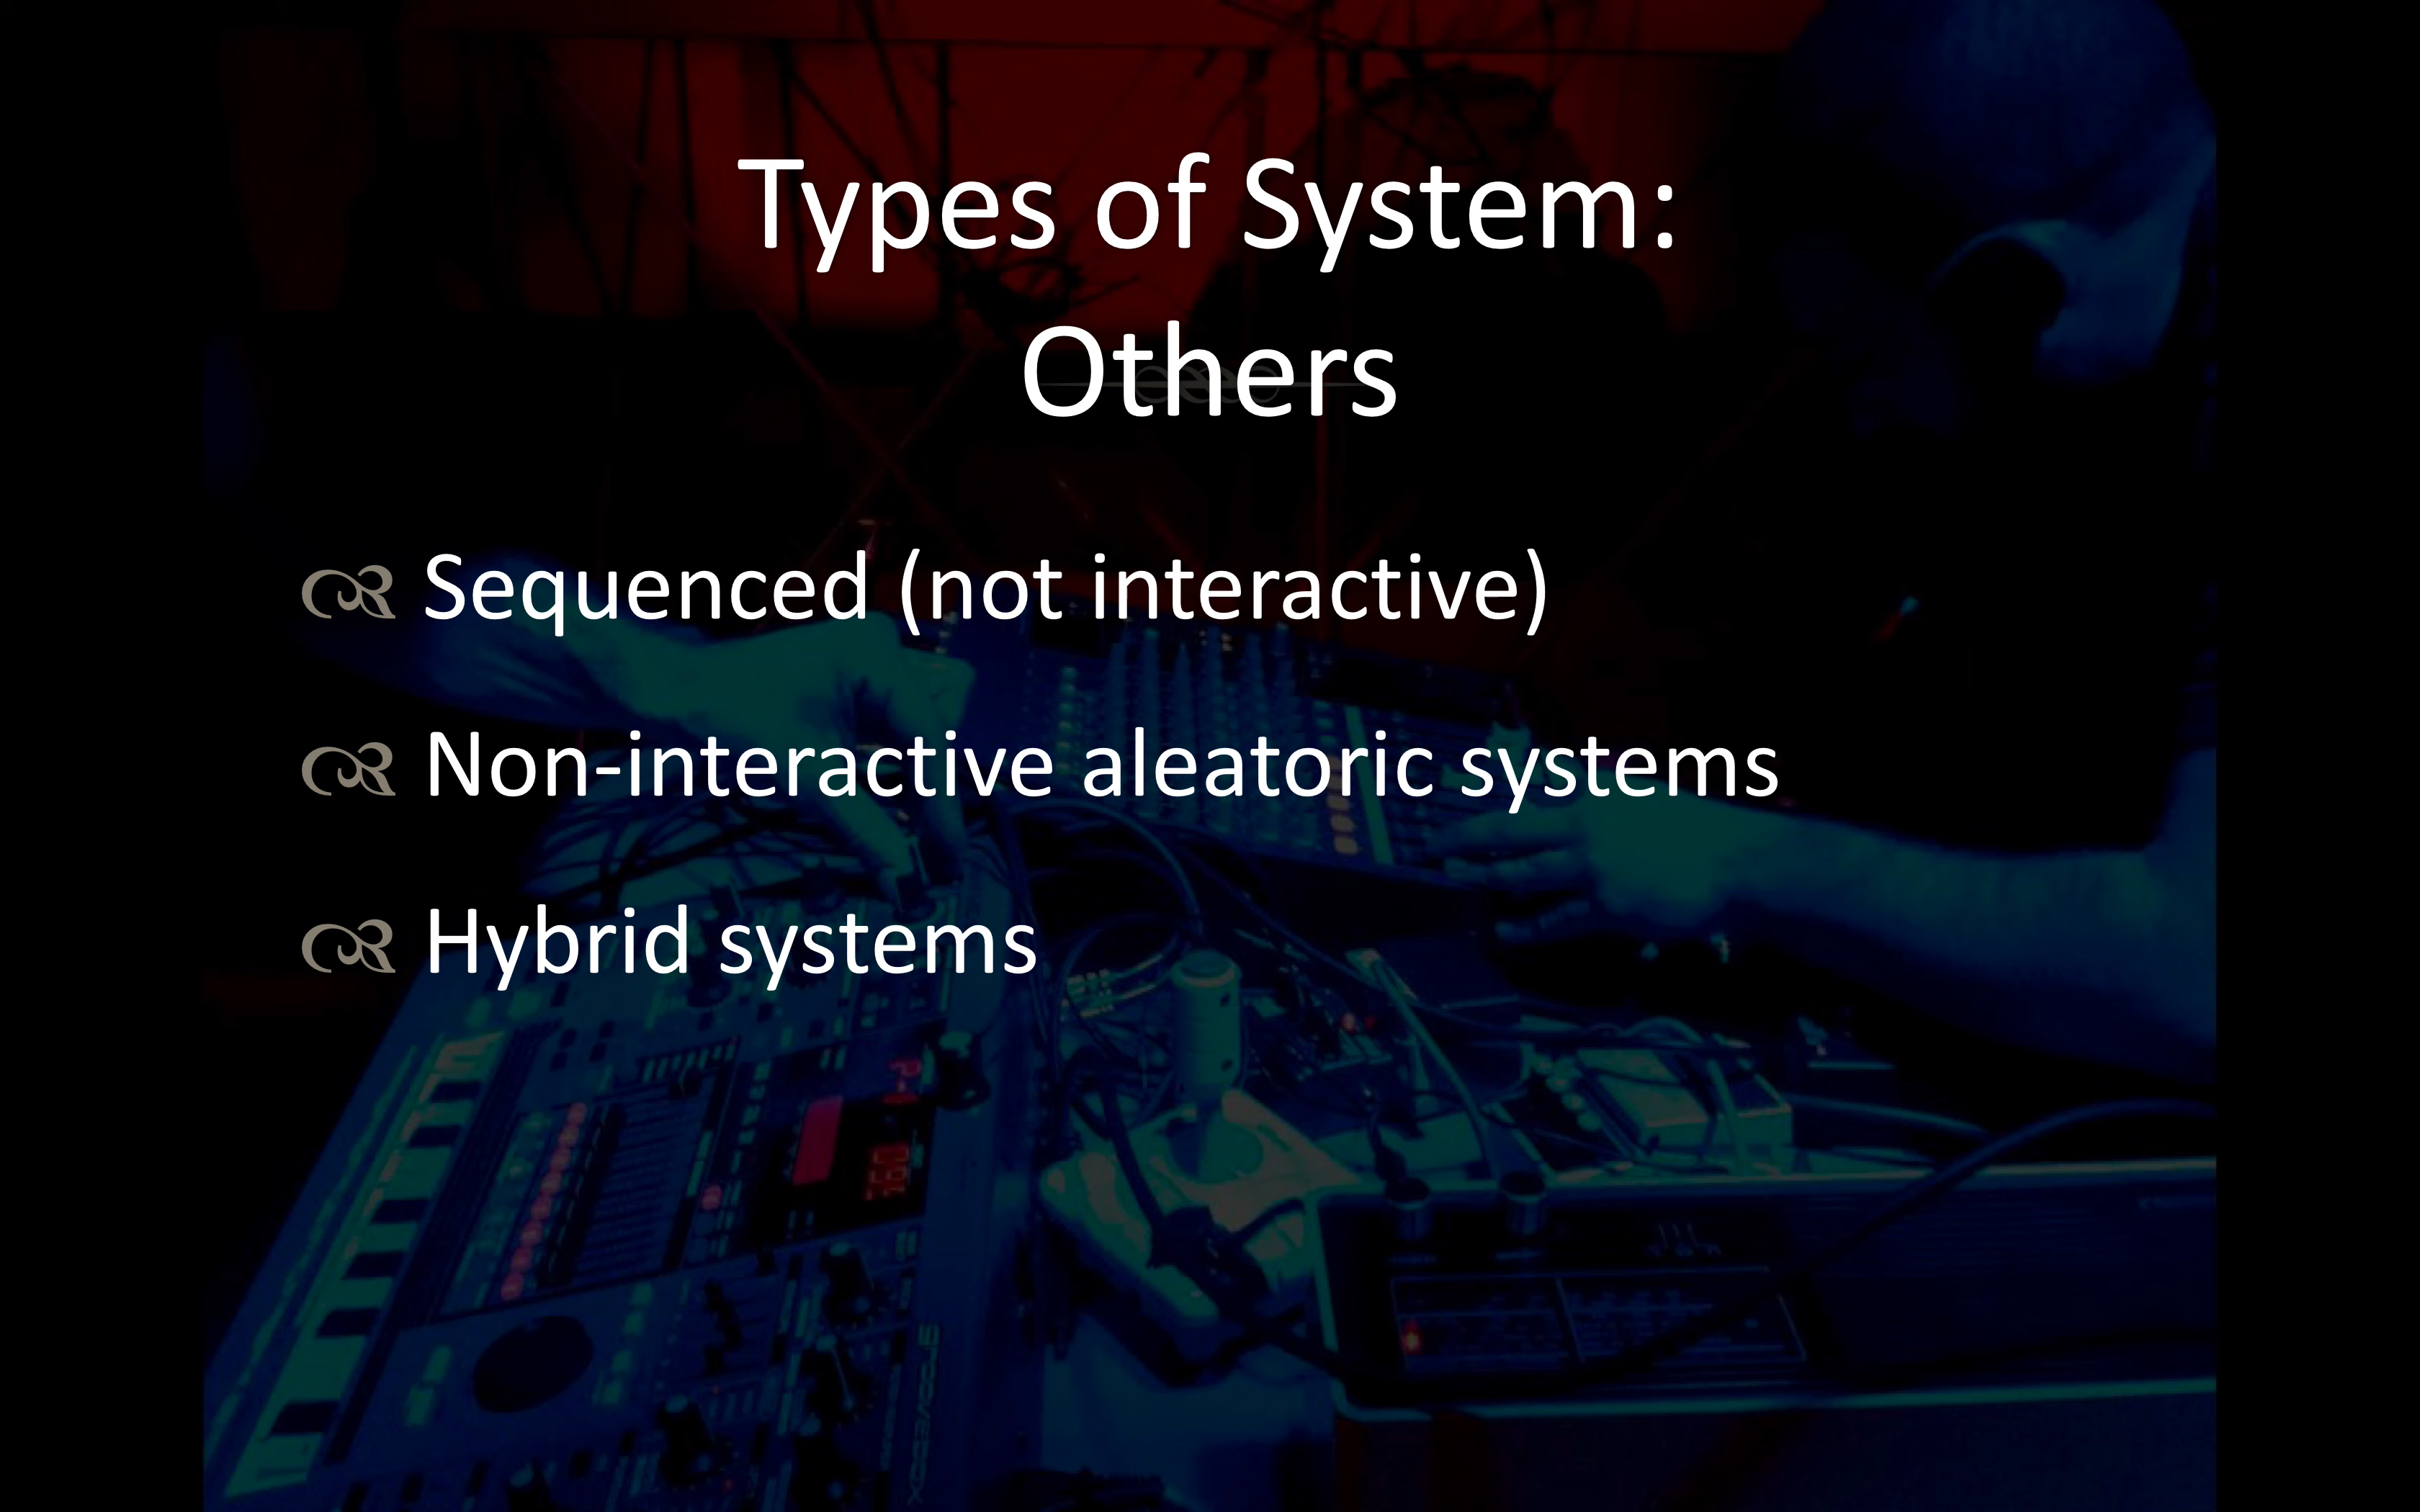 Types of System:
Others
Sequenced (not interactive)
Non-interactive aleatoric systems
Hybrid systems